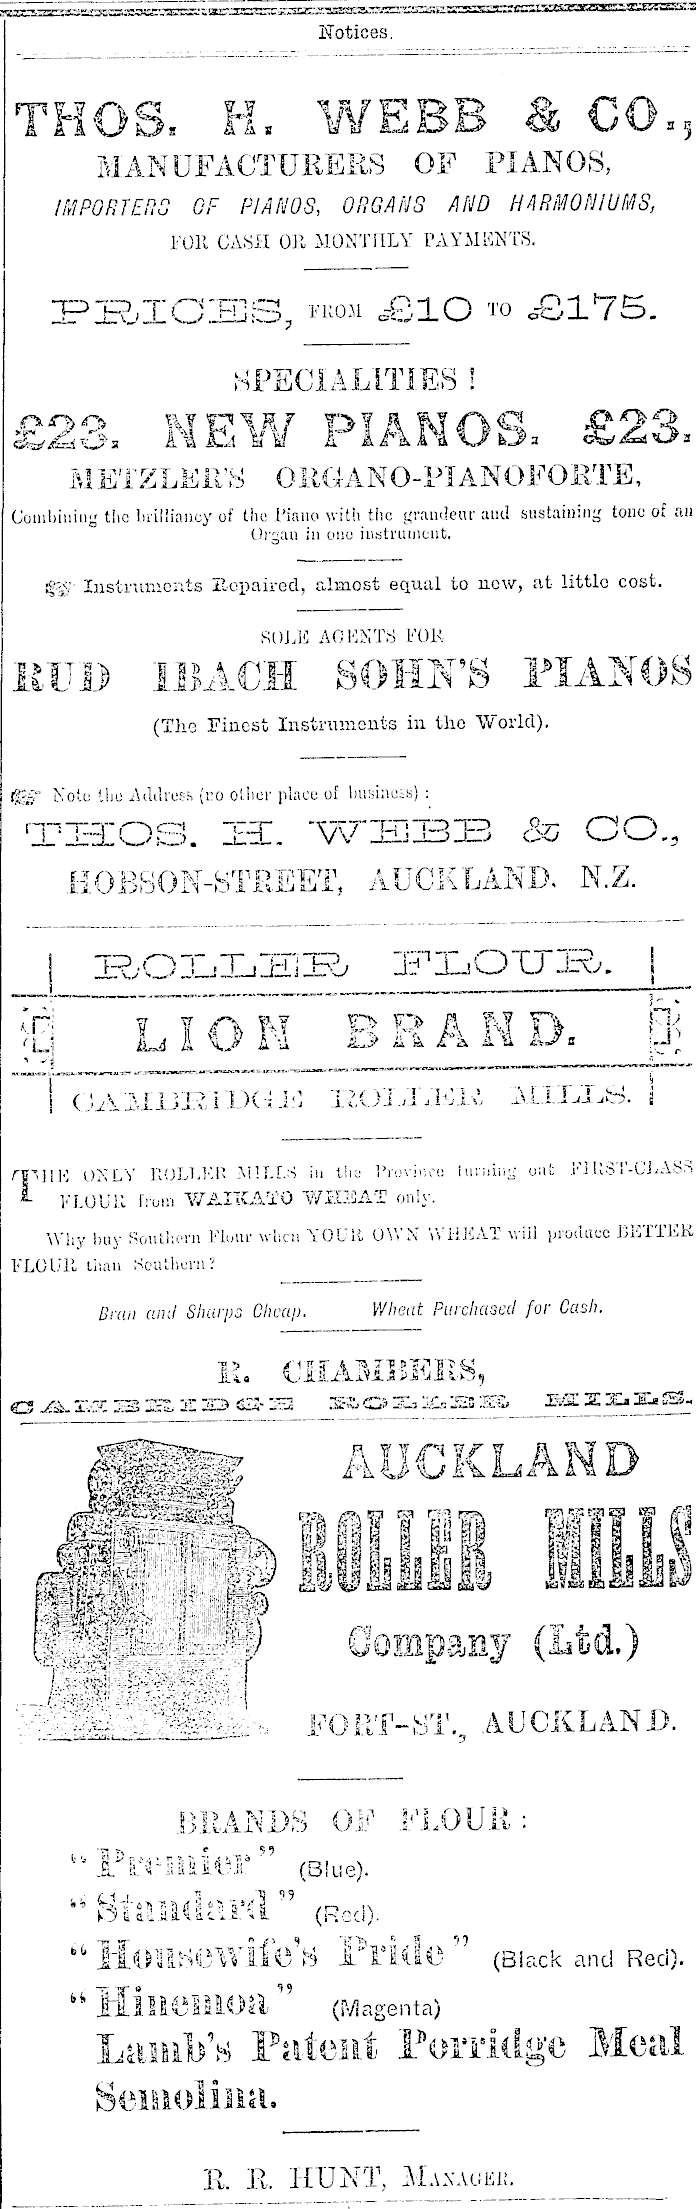 Notices.
THOS. H. WEBB & CO.,
MANUFACTURERS OF PIANOS,
IMPORTERS OF PIANOS, ORGANS AND HARMONIUMS,
FOR CASH OR MONTHLY PAYMENTS.
PRICES, FROM £10 TO £175.
SPECIALITIES !
£23. NEW PIANOS. £23.
METZLER'S ORGANO-PIANOFORTE,
Combining the brilliancy of the Piano with the grandeur and sustaining tone of an
Organ in one instrument.
Instruments Repaired, almost equal to new, at little cost.
SOLE AGENTS FOR
RUD IBACH SOHN'S PIANOS
(The Finest Instruments in the World).
Note the Address (no other place of business) :
THOS. H. WEBB & CO.,
HOBSON-STREET, AUCKLAND. N.Z.
ROLLER FLOUR.
LION BRAND.
CAMBRIDGE ROLLER MILLS.
THE ONLY ROLLER MILLS in the Province turning out FIRST-CLASS
FLOUR from WAIKATO WHEAT only.
Why buy Southern Flour when YOUR OWN WHEAT will produce BETTER
FLOUR than Southern?
Bran and Sharps Cheap. Wheat Purchased for Cash.
R. CHAMBERS,
CAMBRIDGE ROLLER MILLS.
AUCKLAND
ROLLER MILLS
Company (Ltd.)
FORT-ST., AUCKLAND.
BRANDS OF FLOUR :
"Premier" (Blue).
"Standard" (Red).
"Housewife's Pride" (Black and Red).
"Hinemoa" (Magenta)
Lamb's Patent Porridge Meal
Semolina.
R. R. HUNT, MANAGER.